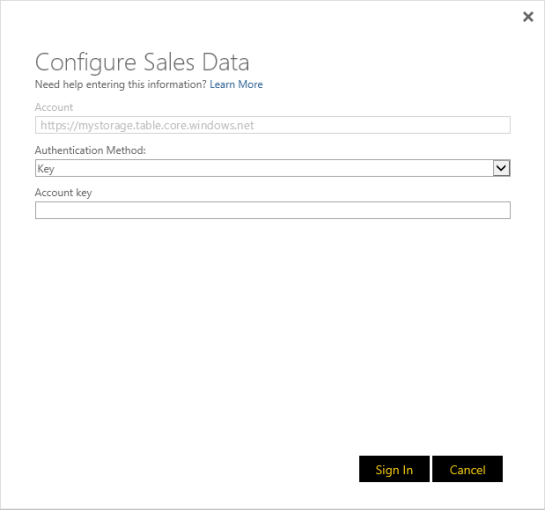 Configure Sales Data
Need help entering this information? Learn More
Account
https://mystorage.table.core.windows.net
Authentication Method:
Key
Account key
Sign In Cancel